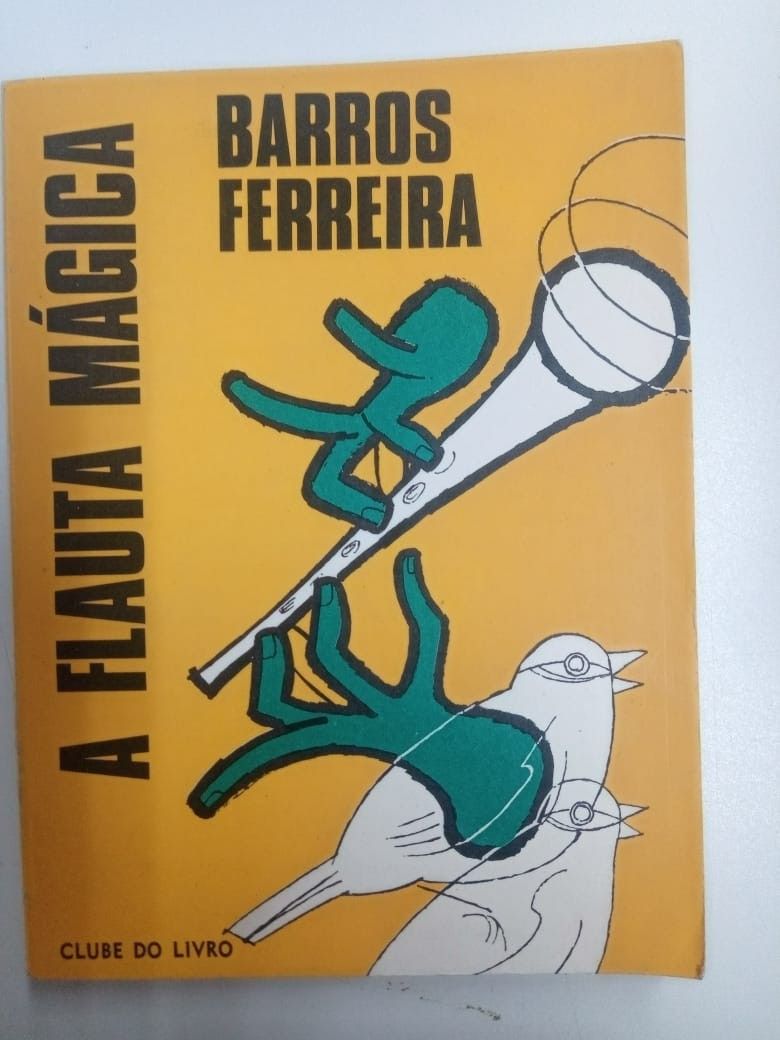 BARROS
FERREIRA
A FLAUTA MÁGICA
CLUBE DO LIVRO